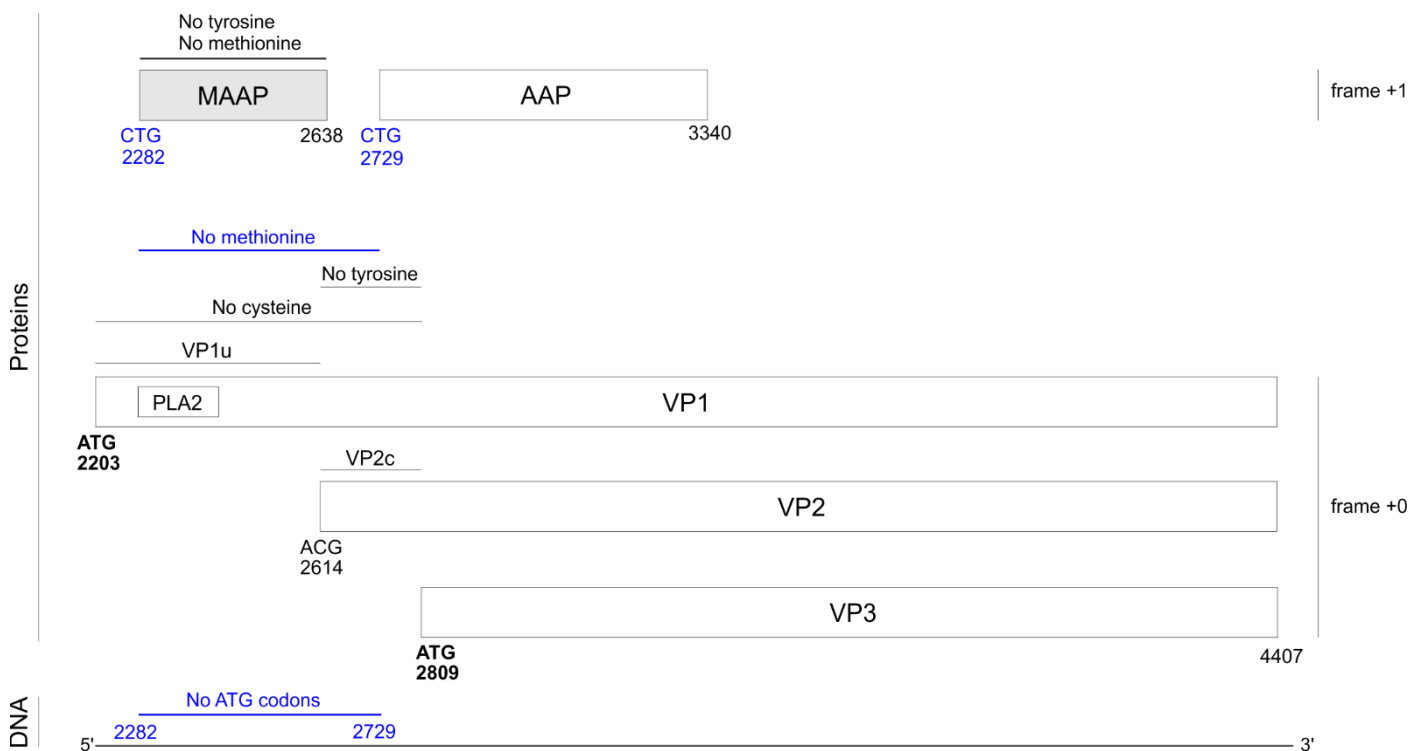 No tyrosine
No methionine
MAAP
AAP
frame +1
CTG
2282
2638
CTG
2729
3340
No methionine
No tyrosine
No cysteine
VP1u
Proteins
PLA2
VP1
ATG
2203
VP2c
VP2
frame +0
ACG
2614
VP3
ATG
2809
4407
DNA
No ATG codons
2282
2729
5'
3'